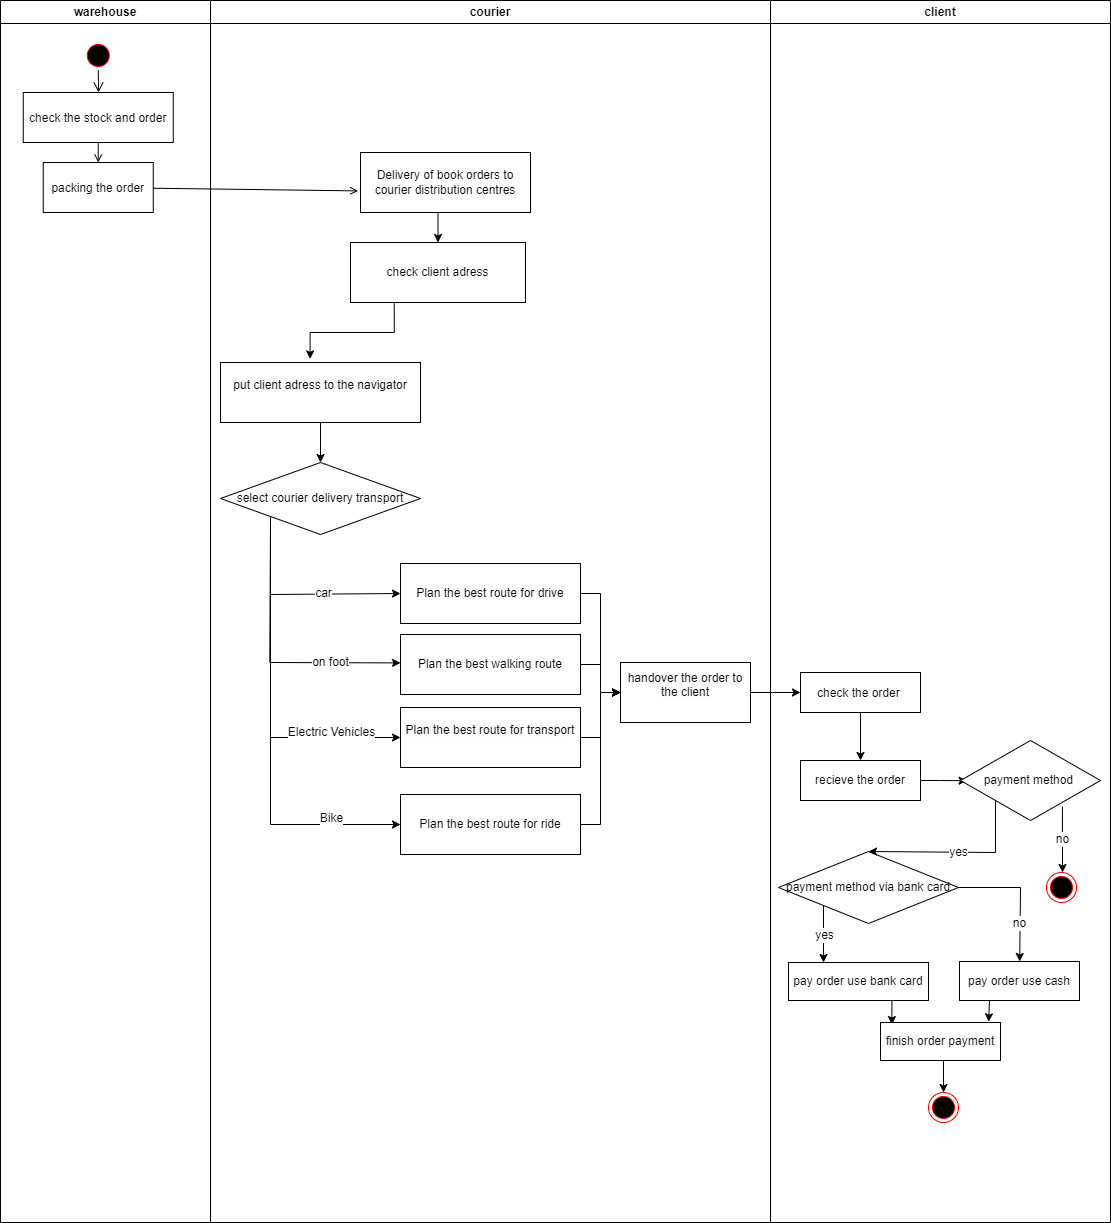 warehouse
courier
client
check the stock and order
packing the order
Delivery of book orders to
courier distribution centres
check client adress
put client adress to the navigator
select courier delivery transport
car
Plan the best route for drive
on foot
Plan the best walking route
Electric Vehicles
Plan the best route for transport
Bike
Plan the best route for ride
handover the order to
the client
check the order
recieve the order
payment method
no
yes
payment method via bank card
yes
no
pay order use bank card
pay order use cash
finish order payment